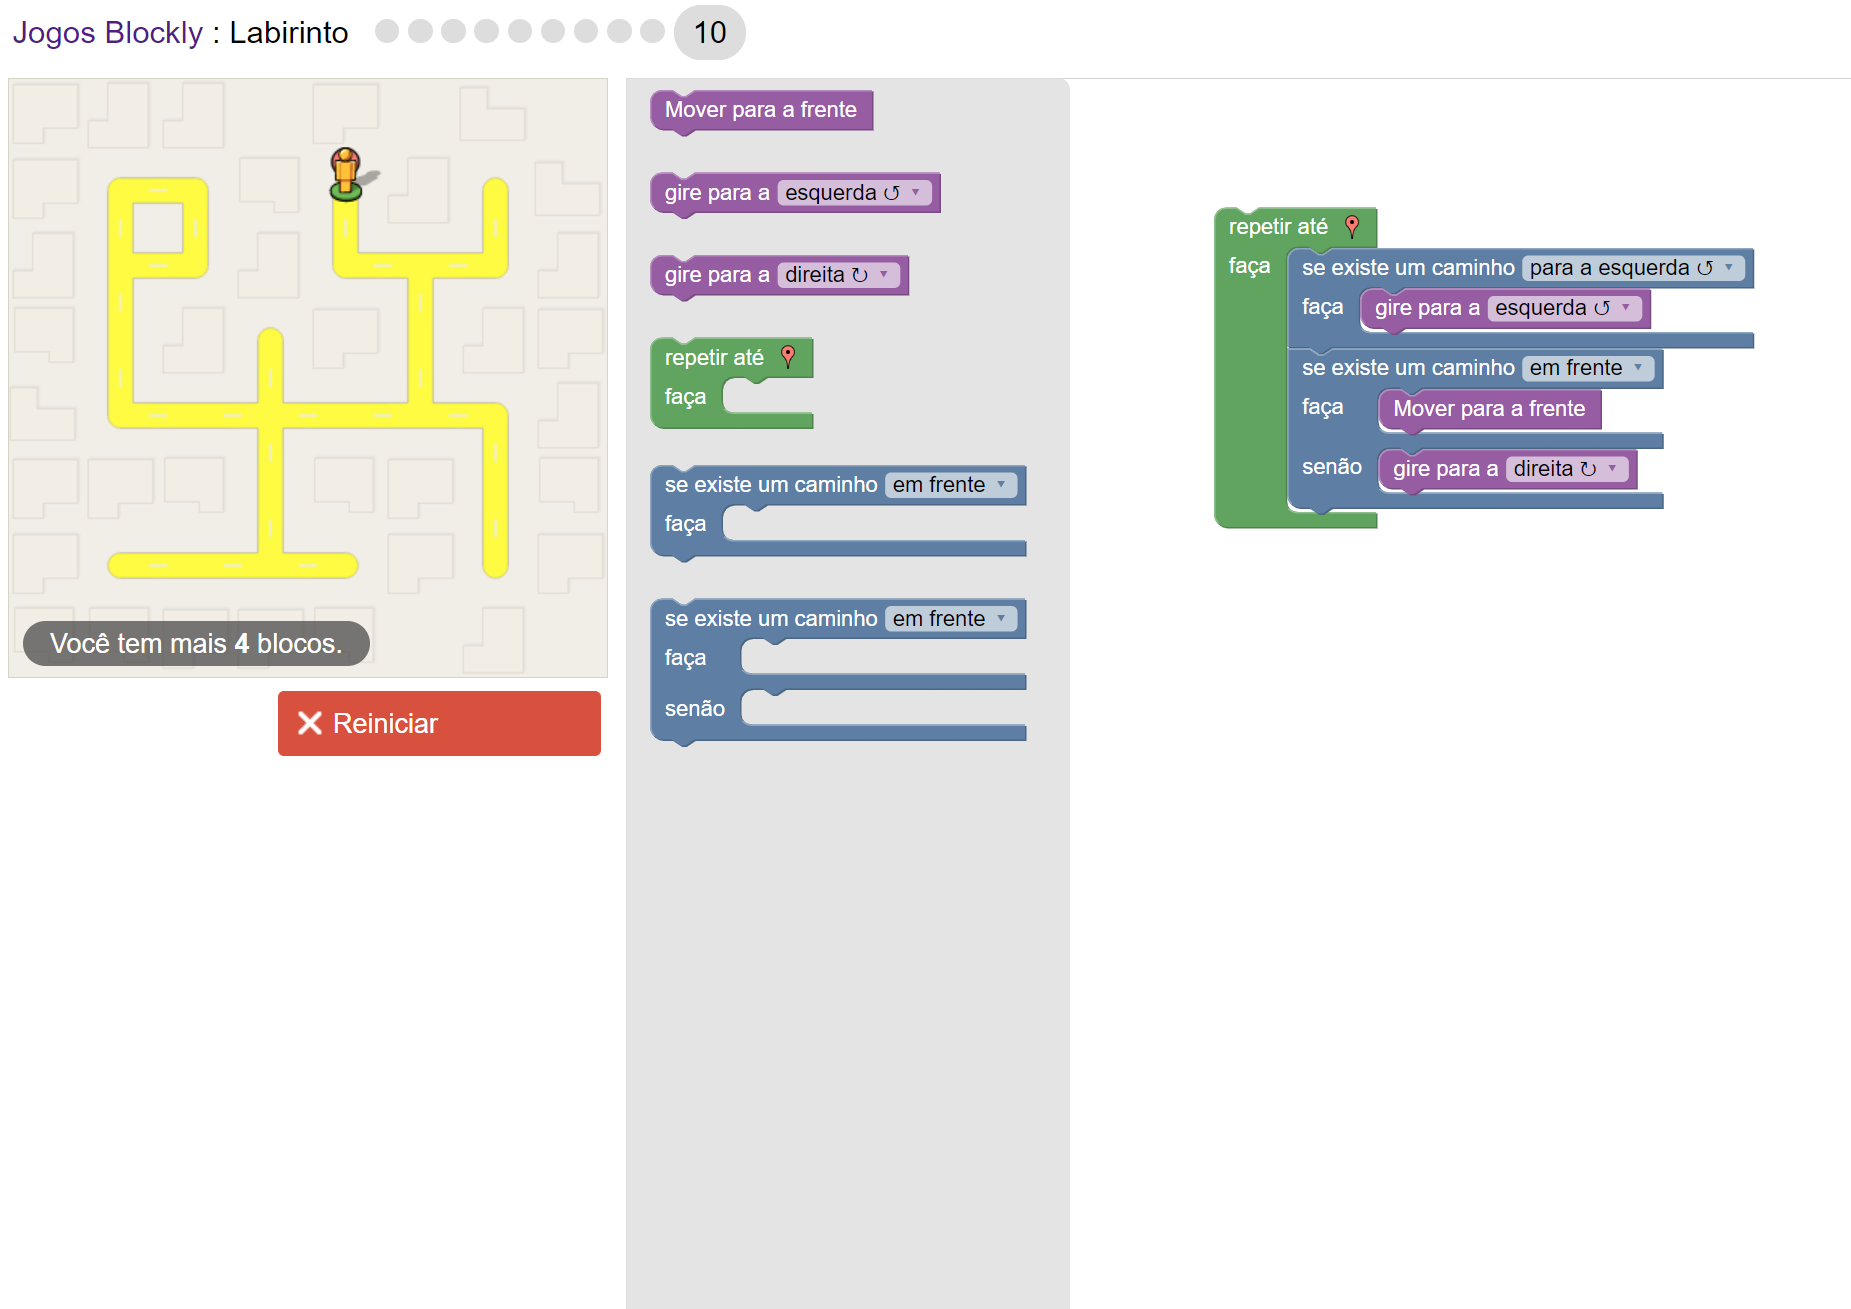 Jogos Blockly : Labirinto 10
Você tem mais 4 blocos.
Reiniciar
Mover para a frente
gire para a esquerda ↺ ▾
gire para a direita ↻ ▾
repetir até
faça
se existe um caminho em frente ▾
faça
se existe um caminho em frente ▾
faça
senão
repetir até
faça se existe um caminho para a esquerda ↺ ▾
faça gire para a esquerda ↺ ▾
se existe um caminho em frente ▾
faça Mover para a frente
senão gire para a direita ↻ ▾